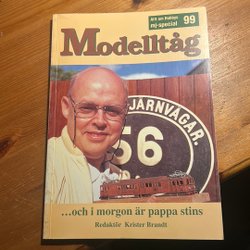 Allt om Hobbys
mj-special
99
Modelltåg
JÄRNVÄGAR.
56
...och i morgon är pappa stins
Redaktör Krister Brandt